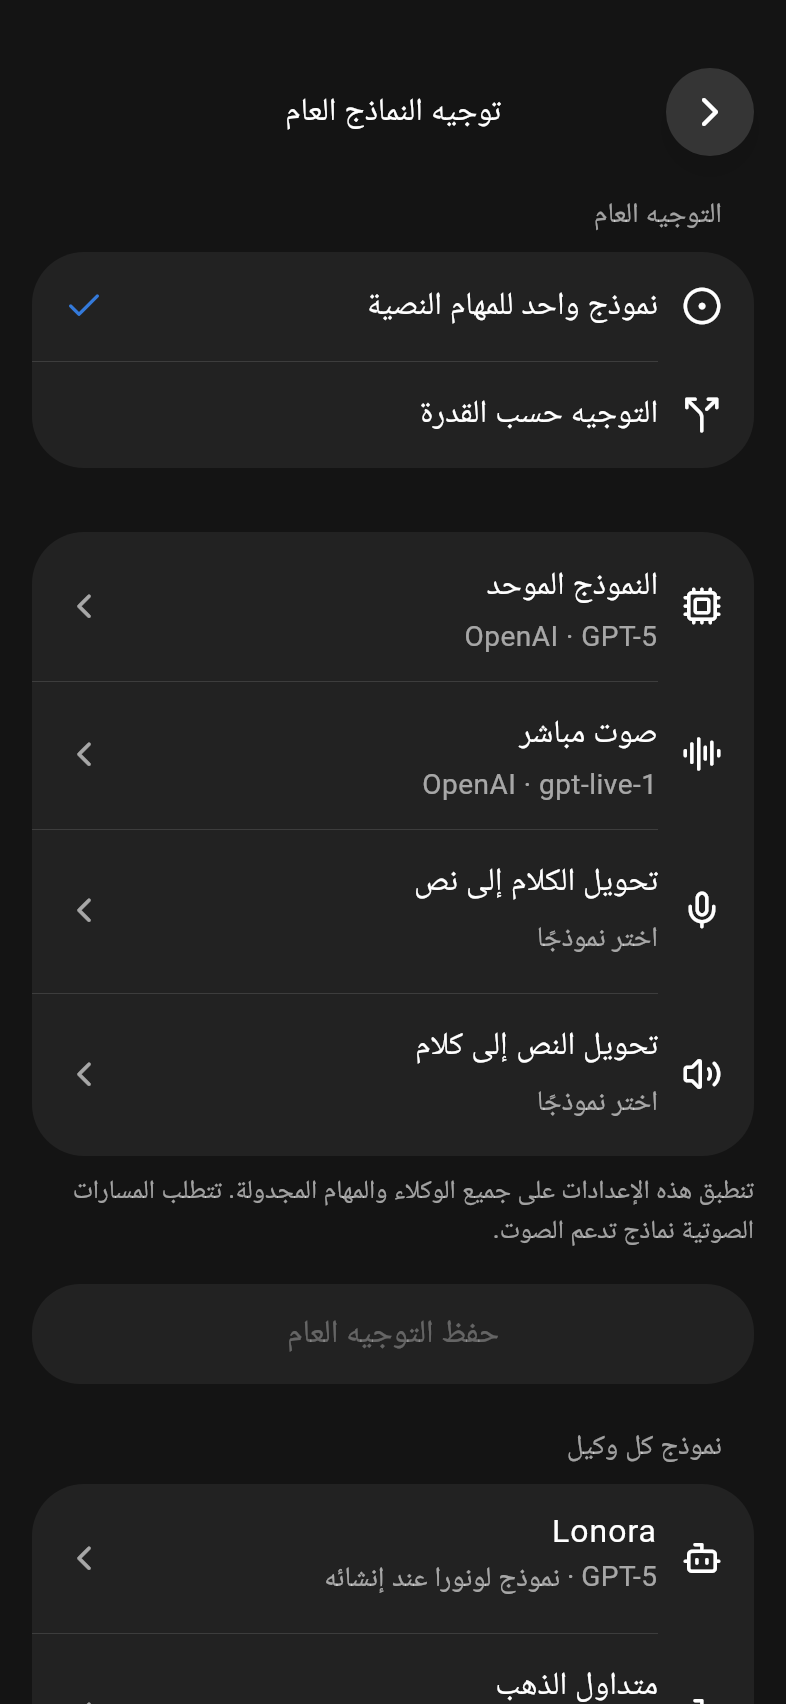 توجيه النماذج العام
التوجيه العام
نموذج واحد للمهام النصية
التوجيه حسب القدرة
النموذج الموحد
OpenAI · GPT-5
صوت مباشر
OpenAI · gpt-live-1
تحويل الكلام إلى نص
اختر نموذجًا
تحويل النص إلى كلام
اختر نموذجًا
تنطبق هذه الإعدادات على جميع الوكلاء والمهام المجدولة. تتطلب المسارات
الصوتية نماذج تدعم الصوت.
حفظ التوجيه العام
نموذج كل وكيل
Lonora
GPT-5 · نموذج لونورا عند إنشائه
متداول الذهب